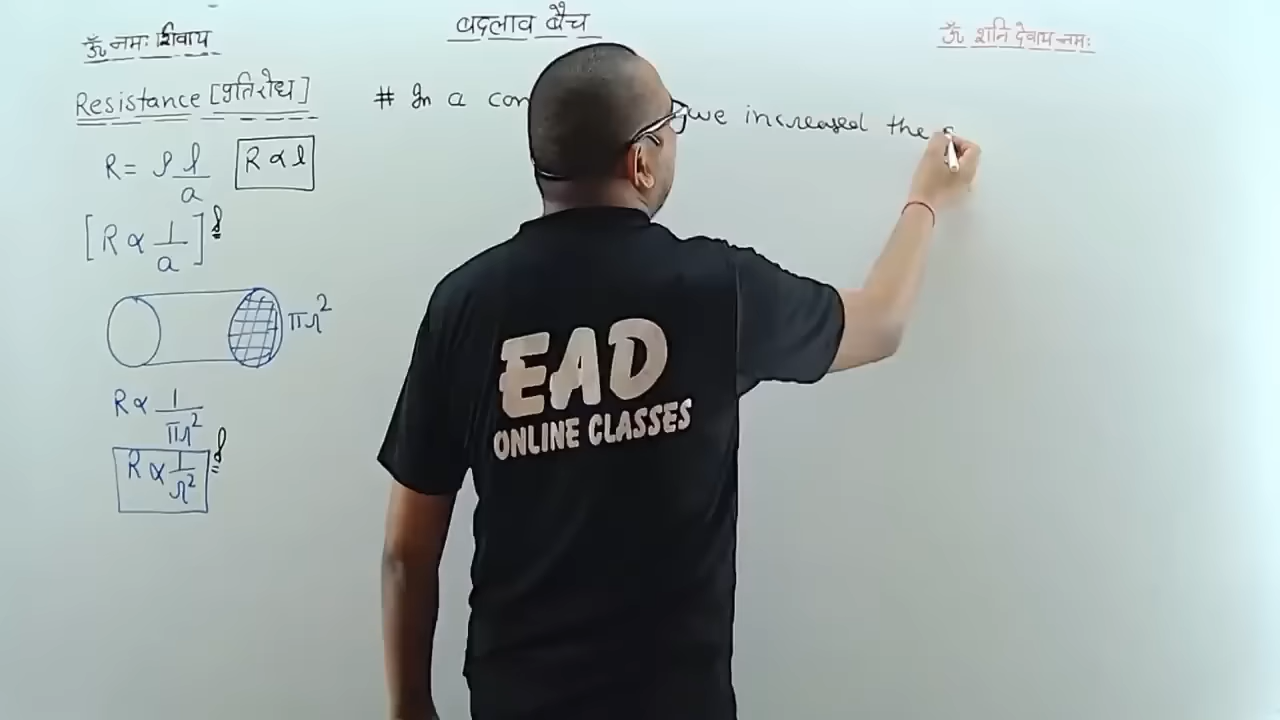 ॐ नमः शिवाय
बदलाव बैच
ॐ शनि देवाय नमः
Resistance [प्रतिरोध]
R = ρ l/a
R ∝ l
[R ∝ 1/a]
πr²
R ∝ 1/πr²
R ∝ 1/r²
# In a
we increased the
EAD
ONLINE CLASSES